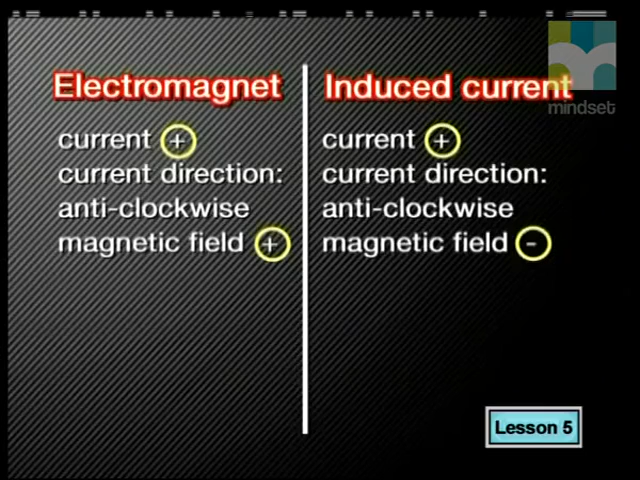 Electromagnet
current +
current direction:
anti-clockwise
magnetic field +
Induced current
current +
current direction:
anti-clockwise
magnetic field -
mindset
Lesson 5